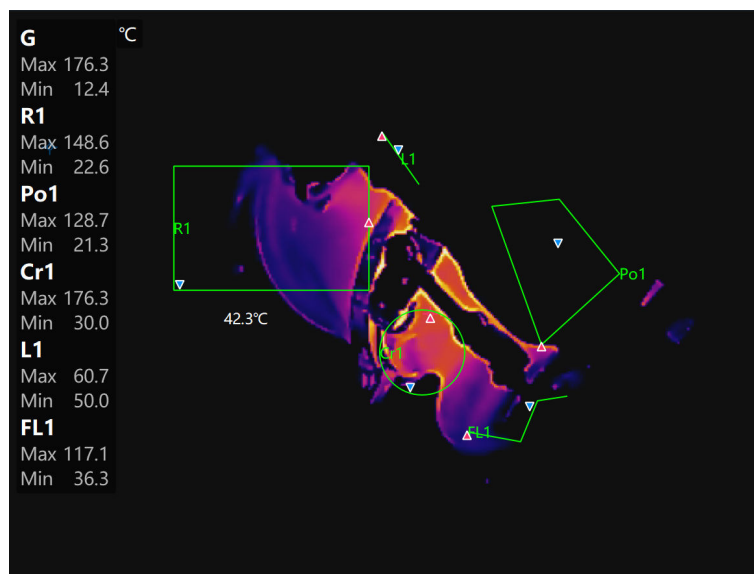 G ℃
Max 176.3
Min 12.4
R1
Max 148.6
Min 22.6
Po1
Max 128.7
Min 21.3
Cr1
Max 176.3
Min 30.0
L1
Max 60.7
Min 50.0
FL1
Max 117.1
Min 36.3
L1
R1
Po1
42.3℃
Cr1
FL1